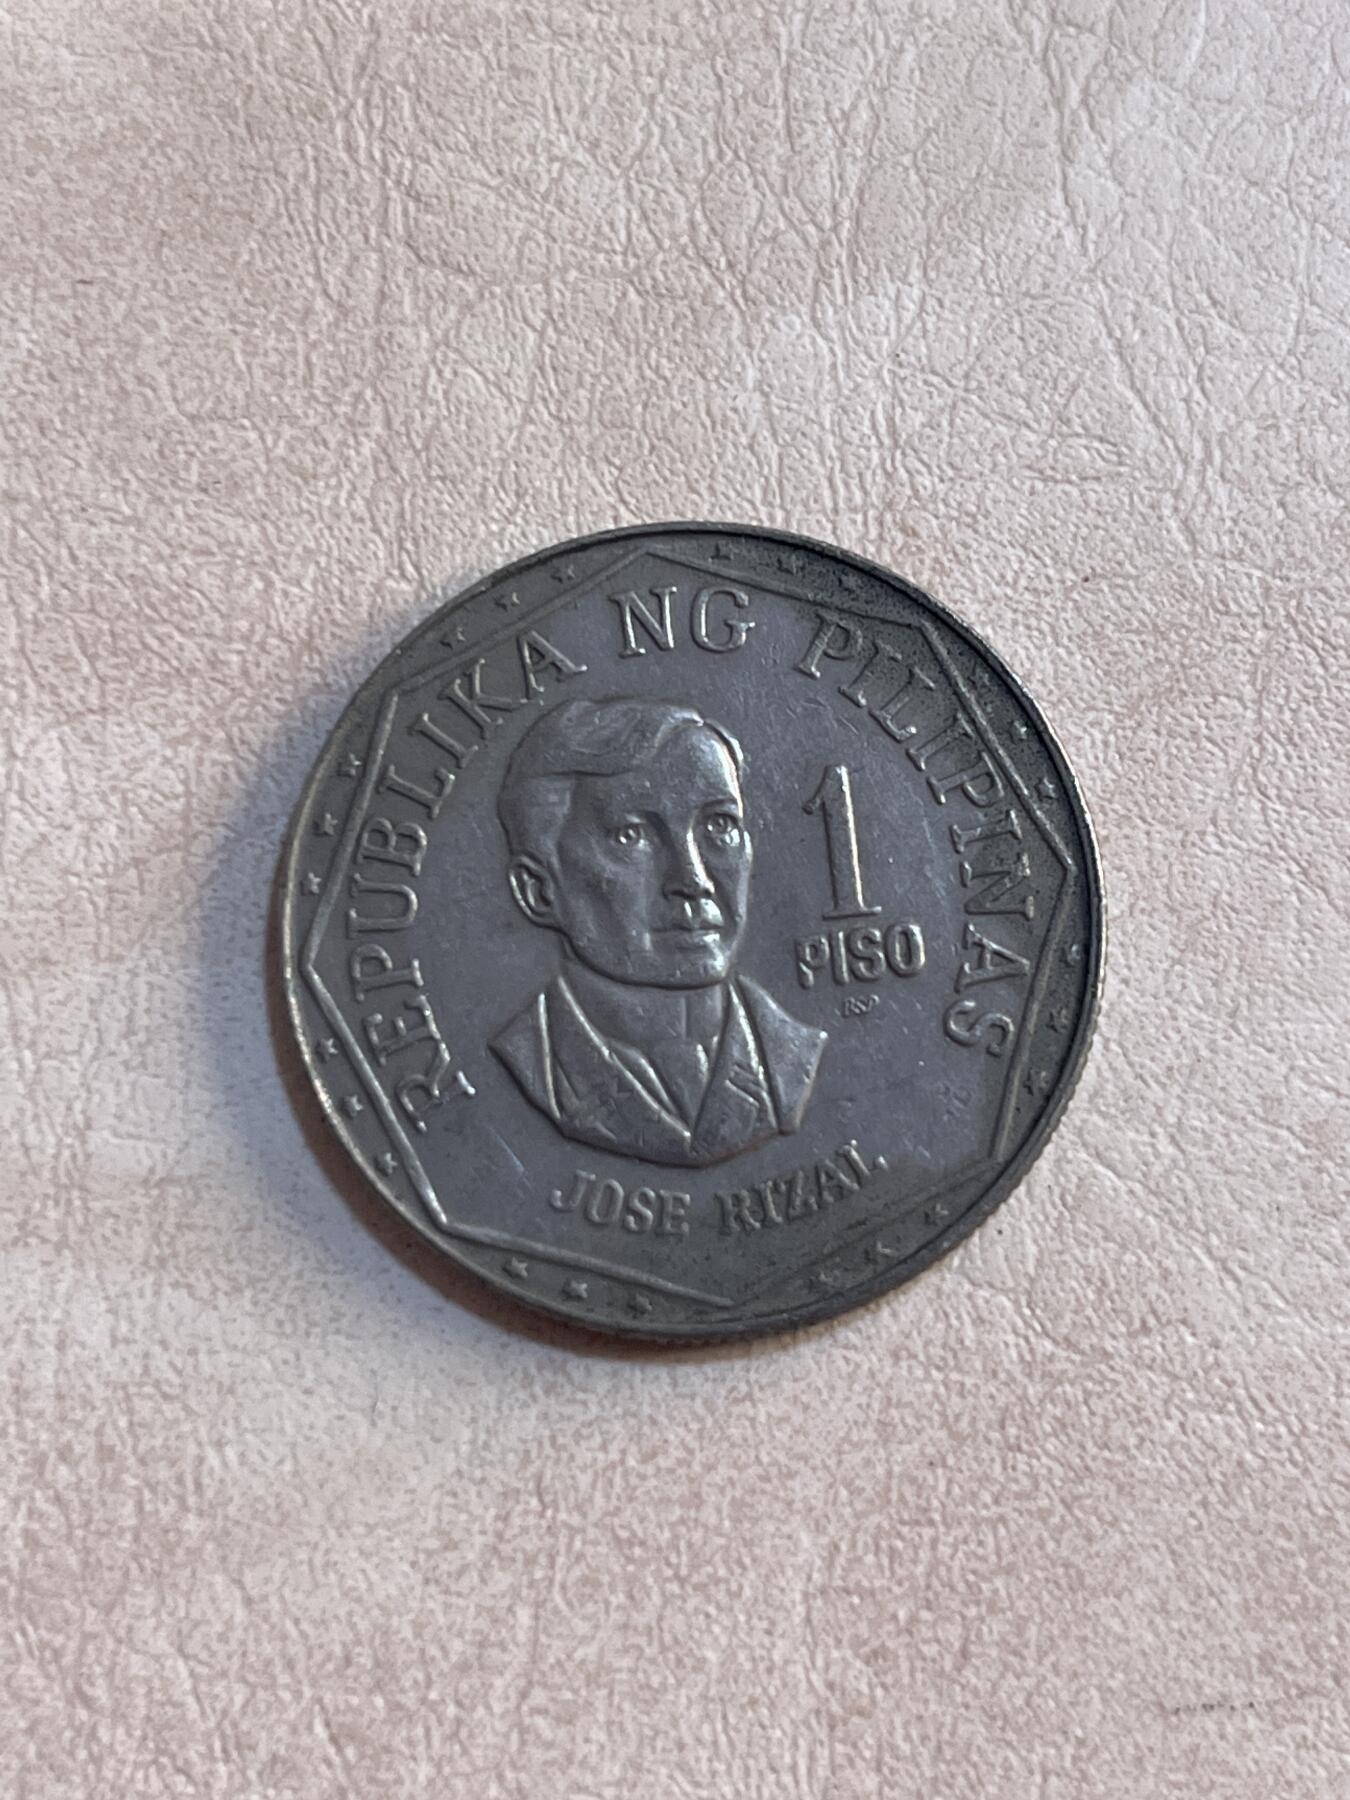 REPUBLIKA NG PILIPINAS
1
PISO
BSP
JOSE RIZAL